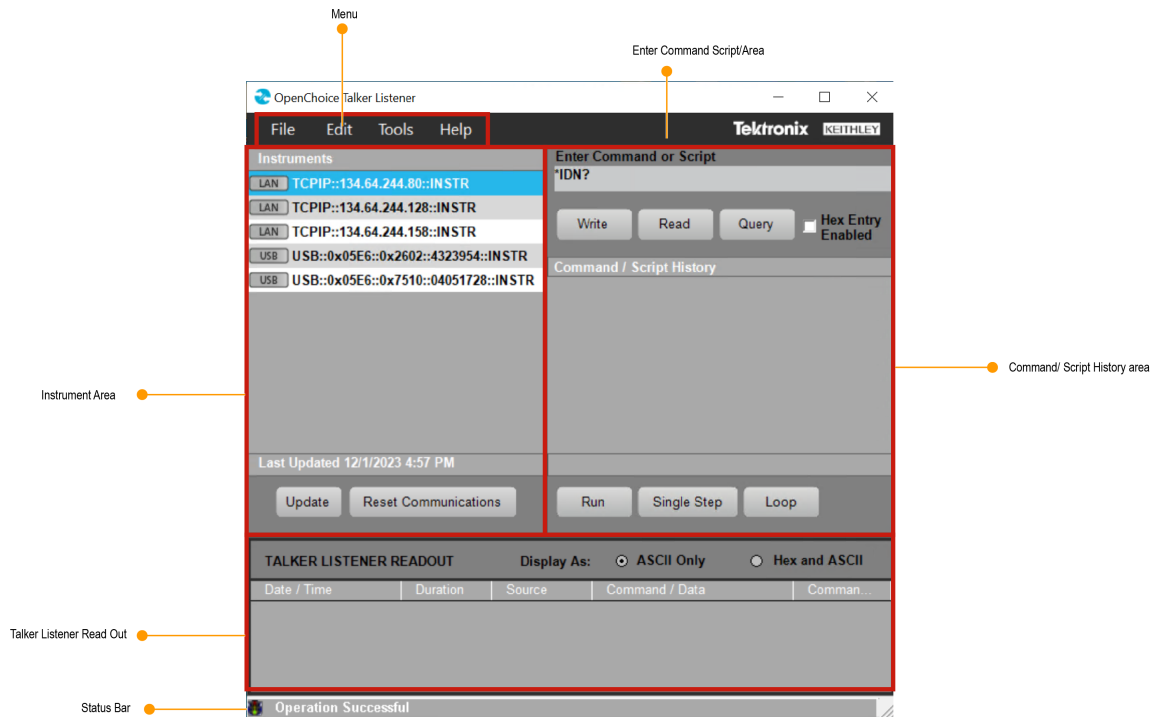 Menu
Enter Command Script/Area
OpenChoice Talker Listener
File Edit Tools Help
Tektronix KEITHLEY
Instruments
LAN TCPIP::134.64.244.80::INSTR
LAN TCPIP::134.64.244.128::INSTR
LAN TCPIP::134.64.244.158::INSTR
USB USB::0x05E6::0x2602::4323954::INSTR
USB USB::0x05E6::0x7510::04051728::INSTR
Last Updated 12/1/2023 4:57 PM
Update Reset Communications
Enter Command or Script
*IDN?
Write Read Query Hex Entry
Enabled
Command / Script History
Run Single Step Loop
Instrument Area
Command/ Script History area
TALKER LISTENER READOUT Display As: ASCII Only Hex and ASCII
Date / Time Duration Source Command / Data Comman...
Talker Listener Read Out
Status Bar
Operation Successful